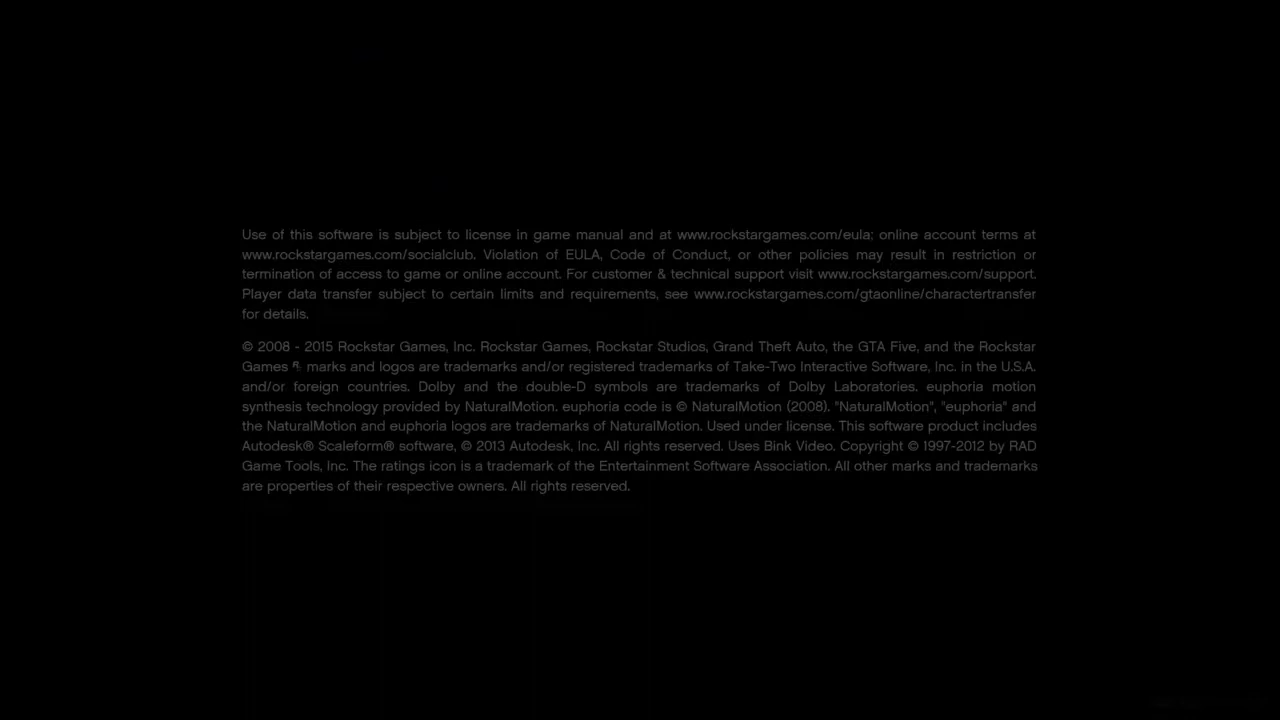 Use of this software is subject to license in game manual and at www.rockstargames.com/eula; online account terms at
www.rockstargames.com/socialclub. Violation of EULA, Code of Conduct, or other policies may result in restriction or
termination of access to game or online account. For customer & technical support visit www.rockstargames.com/support.
Player data transfer subject to certain limits and requirements, see www.rockstargames.com/gtaonline/charactertransfer
for details.
© 2008 - 2015 Rockstar Games, Inc. Rockstar Games, Rockstar Studios, Grand Theft Auto, the GTA Five, and the Rockstar
Games R* marks and logos are trademarks and/or registered trademarks of Take-Two Interactive Software, Inc. in the U.S.A.
and/or foreign countries. Dolby and the double-D symbols are trademarks of Dolby Laboratories. euphoria motion
synthesis technology provided by NaturalMotion. euphoria code is © NaturalMotion (2008). "NaturalMotion", "euphoria" and
the NaturalMotion and euphoria logos are trademarks of NaturalMotion. Used under license. This software product includes
Autodesk® Scaleform® software, © 2013 Autodesk, Inc. All rights reserved. Uses Bink Video. Copyright © 1997-2012 by RAD
Game Tools, Inc. The ratings icon is a trademark of the Entertainment Software Association. All other marks and trademarks
are properties of their respective owners. All rights reserved.